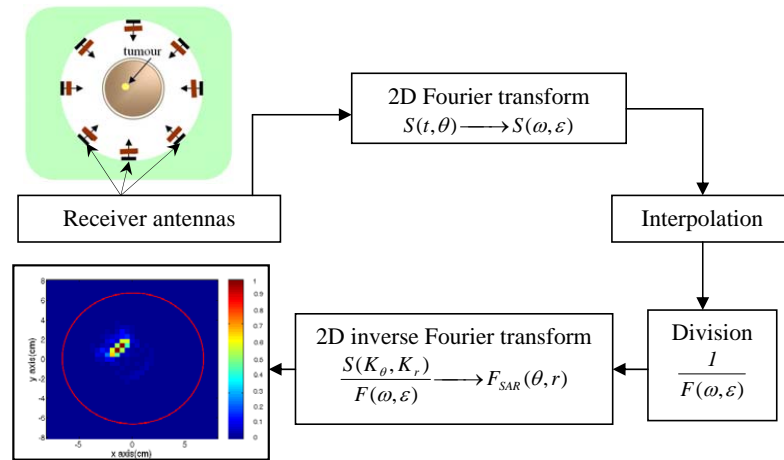 tumour
Receiver antennas
2D Fourier transform
S(t,θ) → S(ω,ε)
Interpolation
Division
1
F(ω,ε)
2D inverse Fourier transform
S(K_θ, K_r)
F(ω,ε)
→ F_SAR(θ,r)
8
6
4
2
0
-2
-4
-6
-8
y axis(cm)
-5
0
5
x axis(cm)
1
0.9
0.8
0.7
0.6
0.5
0.4
0.3
0.2
0.1
0